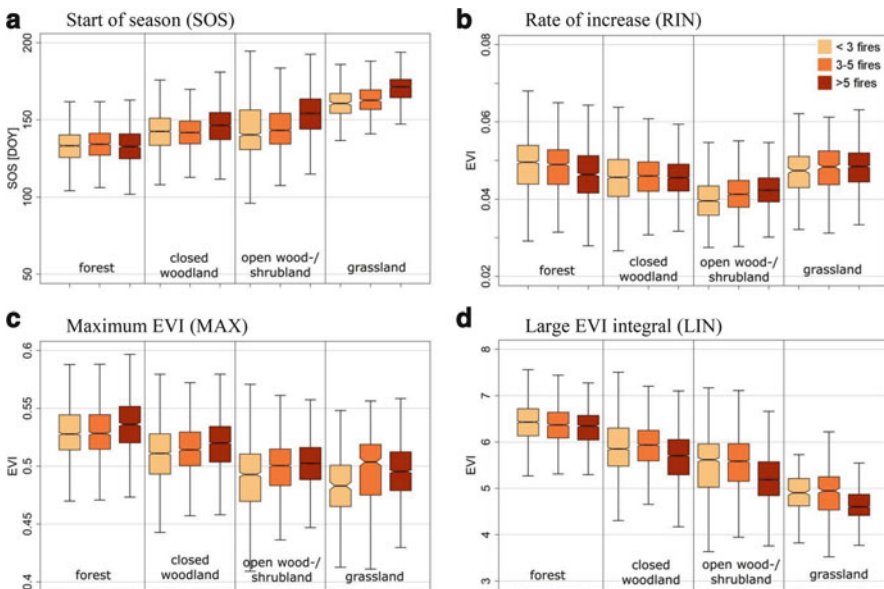 a Start of season (SOS)
200
150
100
50
SOS [DOY]
forest
closed
woodland
open wood-/
shrubland
grassland
b Rate of increase (RIN)
0.08
0.06
0.04
0.02
EVI
< 3 fires
3-5 fires
>5 fires
forest
closed
woodland
open wood-/
shrubland
grassland
c Maximum EVI (MAX)
0.6
0.55
0.5
0.45
0.4
EVI
forest
closed
woodland
open wood-/
shrubland
grassland
d Large EVI integral (LIN)
8
7
6
5
4
3
EVI
forest
closed
woodland
open wood-/
shrubland
grassland